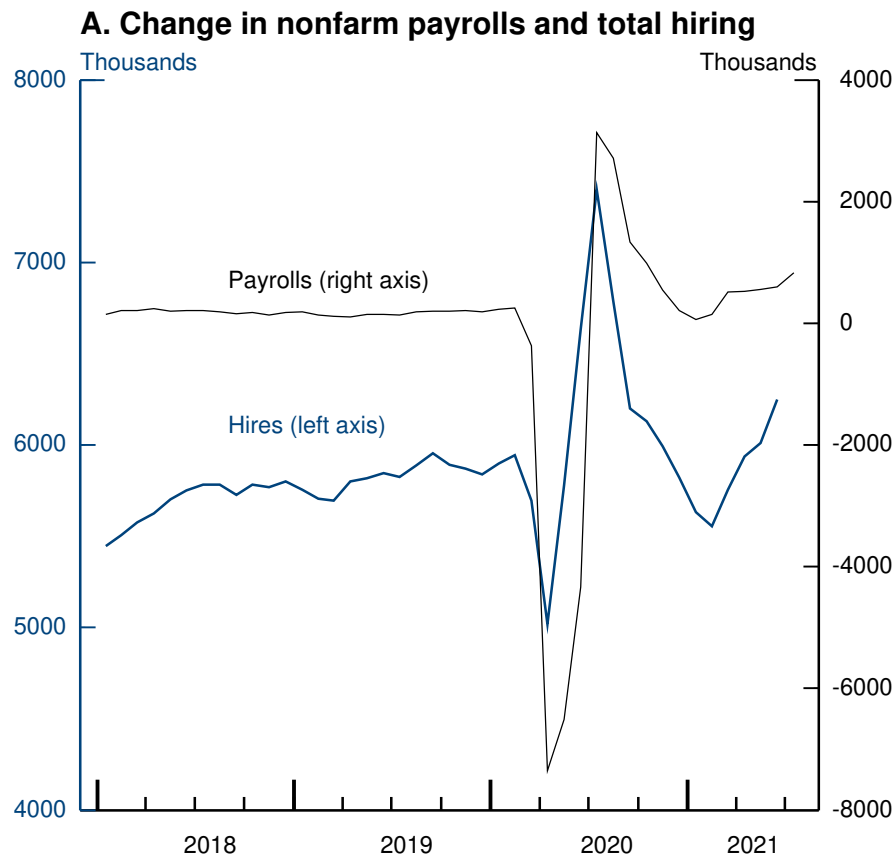 A. Change in nonfarm payrolls and total hiring
Thousands Thousands
8000 4000
2000
7000
Payrolls (right axis)
0
Hires (left axis)
6000
-2000
-4000
5000
-6000
4000 -8000
2018 2019 2020 2021